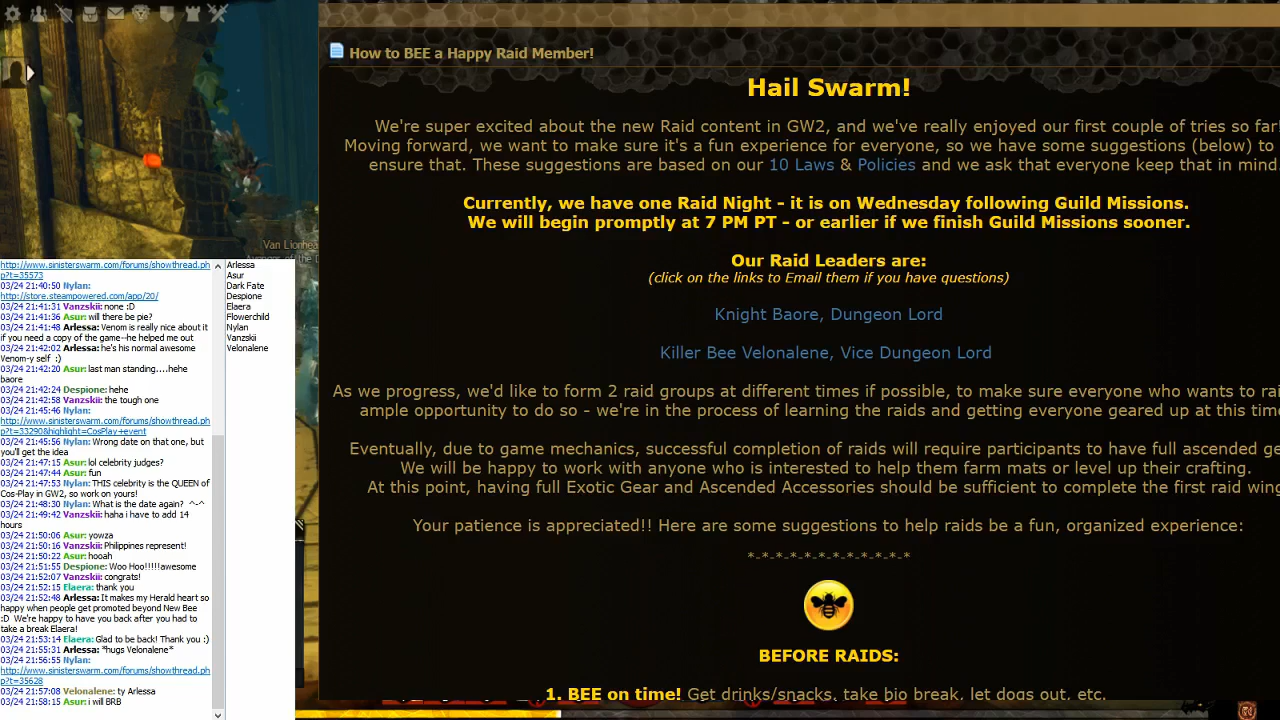 Van Lionhea
http://www.sinisterswarm.com/forums/showthread.ph
p?t=35573
03/24 21:40:50 Nylan:
http://store.steampowered.com/app/20/
03/24 21:41:31 Vanzskii: none :D
03/24 21:41:36 Asur: will there be pie?
03/24 21:41:48 Arlessa: Venom is really nice about it
if you need a copy of the game--he helped me out
03/24 21:42:02 Arlessa: he's his normal awesome
Venom-y self :)
03/24 21:42:20 Asur: last man standing....hehe
baore
03/24 21:42:24 Despione: hehe
03/24 21:42:58 Vanzskii: the tough one
03/24 21:45:46 Nylan:
http://www.sinisterswarm.com/forums/showthread.ph
p?t=33290&highlight=CosPlay+event
03/24 21:45:56 Nylan: Wrong date on that one, but
you'll get the idea
03/24 21:47:15 Asur: lol celebrity judges?
03/24 21:47:44 Asur: fun
03/24 21:47:53 Nylan: THIS celebrity is the QUEEN of
Cos-Play in GW2, so work on yours!
03/24 21:48:30 Nylan: What is the date again? ^-^
03/24 21:49:42 Vanzskii: haha i have to add 14
hours
03/24 21:50:06 Asur: yowza
03/24 21:50:16 Vanzskii: Philippines represent!
03/24 21:50:22 Asur: hooah
03/24 21:51:55 Despione: Woo Hoo!!!!!awesome
03/24 21:52:07 Vanzskii: congrats!
03/24 21:52:15 Elaera: thank you
03/24 21:52:48 Arlessa: It makes my Herald heart so
happy when people get promoted beyond New Bee
:D We're happy to have you back after you had to
take a break Elaera!
03/24 21:53:14 Elaera: Glad to be back! Thank you :)
03/24 21:55:31 Arlessa: *hugs Velonalene*
03/24 21:56:55 Nylan:
http://www.sinisterswarm.com/forums/showthread.ph
p?t=35628
03/24 21:57:08 Velonalene: ty Arlessa
03/24 21:58:15 Asur: i will BRB
Arlessa
Asur
Dark Fate
Despione
Elaera
Flowerchild
Nylan
Vanzskii
Velonalene
How to BEE a Happy Raid Member!
Hail Swarm!
We're super excited about the new Raid content in GW2, and we've really enjoyed our first couple of tries so far!
Moving forward, we want to make sure it's a fun experience for everyone, so we have some suggestions (below) to
ensure that. These suggestions are based on our 10 Laws & Policies and we ask that everyone keep that in mind.
Currently, we have one Raid Night - it is on Wednesday following Guild Missions.
We will begin promptly at 7 PM PT - or earlier if we finish Guild Missions sooner.
Our Raid Leaders are:
(click on the links to Email them if you have questions)
Knight Baore, Dungeon Lord
Killer Bee Velonalene, Vice Dungeon Lord
As we progress, we'd like to form 2 raid groups at different times if possible, to make sure everyone who wants to rai
ample opportunity to do so - we're in the process of learning the raids and getting everyone geared up at this time
Eventually, due to game mechanics, successful completion of raids will require participants to have full ascended ge
We will be happy to work with anyone who is interested to help them farm mats or level up their crafting.
At this point, having full Exotic Gear and Ascended Accessories should be sufficient to complete the first raid wing
Your patience is appreciated!! Here are some suggestions to help raids be a fun, organized experience:
*-*-*-*-*-*-*-*-*-*-*
BEFORE RAIDS:
1. BEE on time! Get drinks/snacks, take bio break, let dogs out, etc.